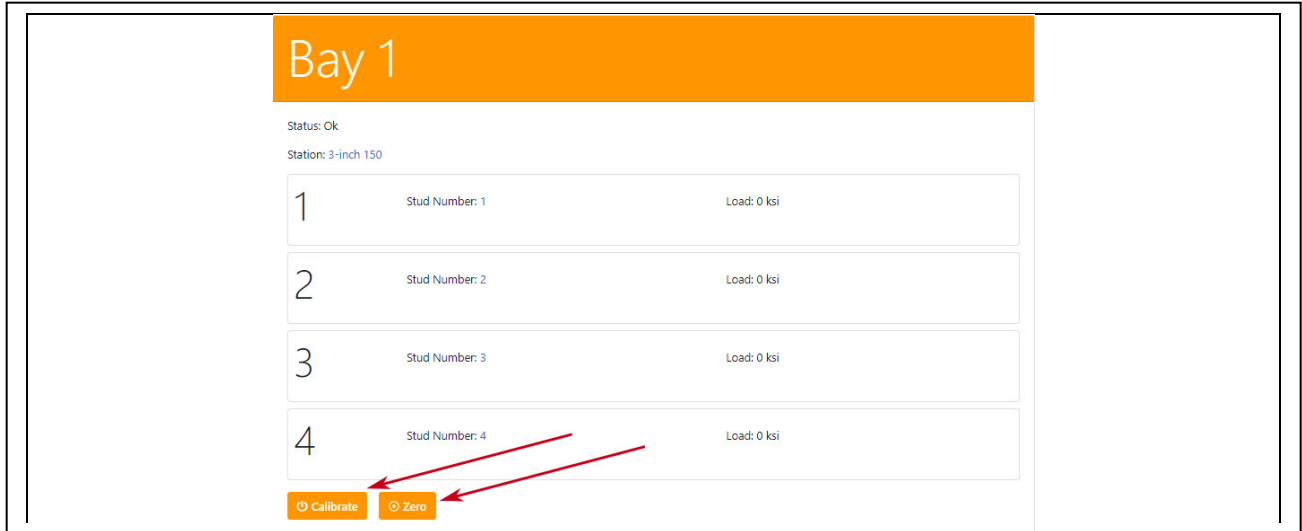 Bay 1
Status: Ok
Station: 3-inch 150
1 Stud Number: 1 Load: 0 ksi
2 Stud Number: 2 Load: 0 ksi
3 Stud Number: 3 Load: 0 ksi
4 Stud Number: 4 Load: 0 ksi
Calibrate Zero